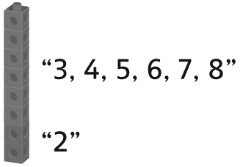 “3, 4, 5, 6, 7, 8”
“2”